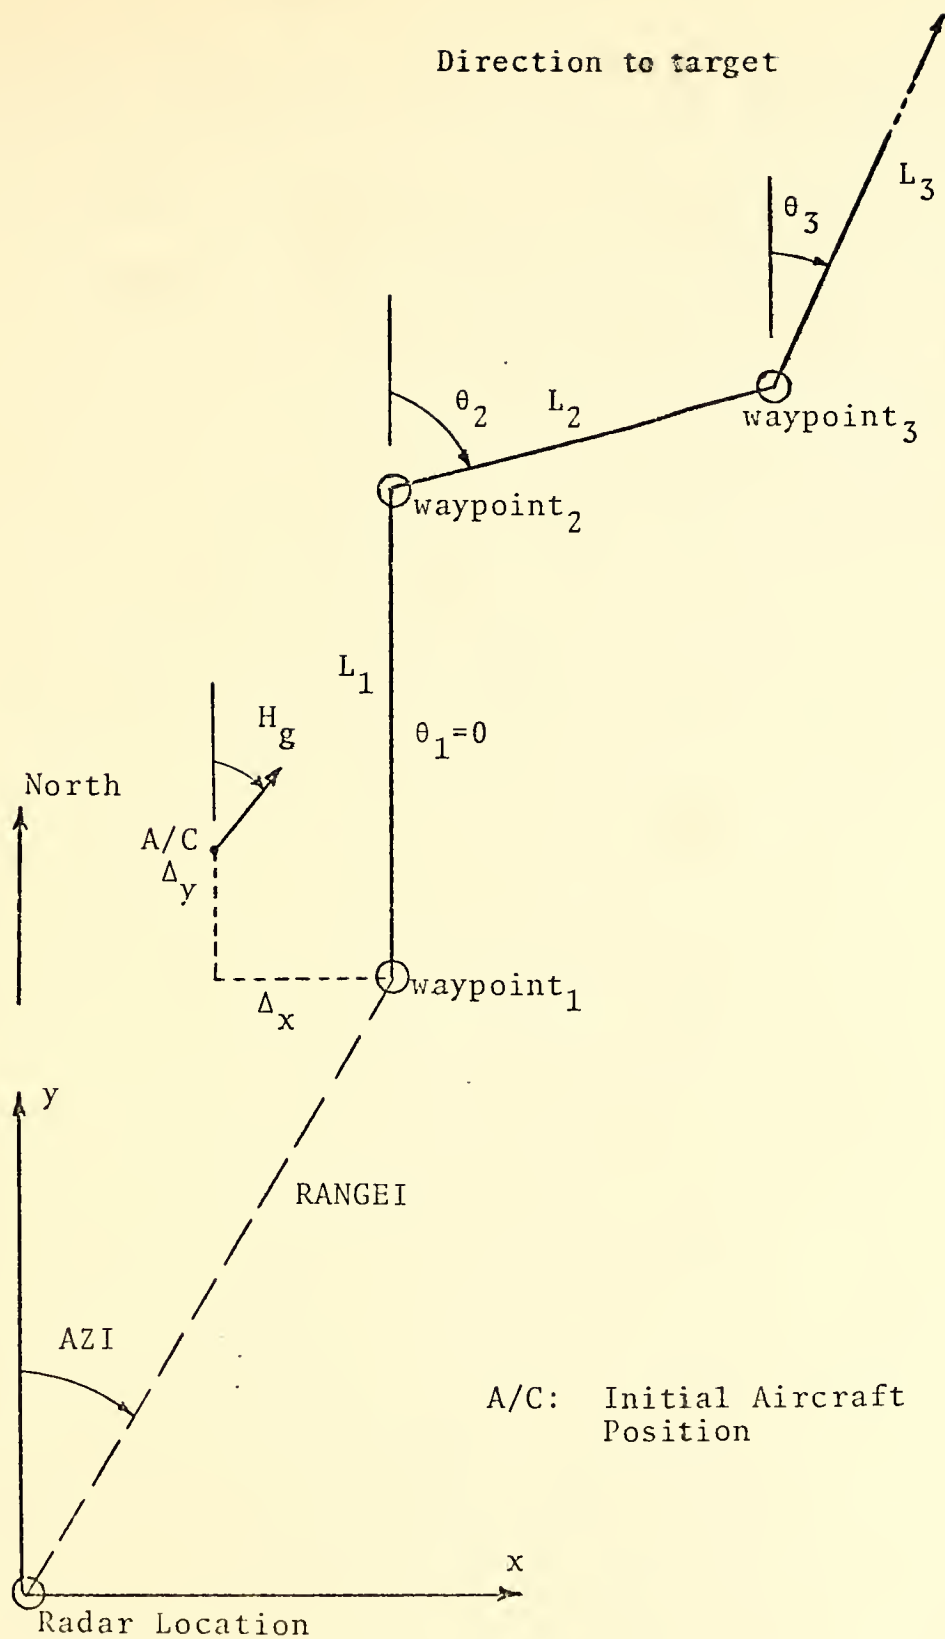 Direction to target
L3
θ3
θ2
L2
waypoint3
waypoint2
L1
Hg
θ1=0
North
A/C
Δy
waypoint1
Δx
y
RANGEI
AZI
A/C: Initial Aircraft
Position
x
Radar Location